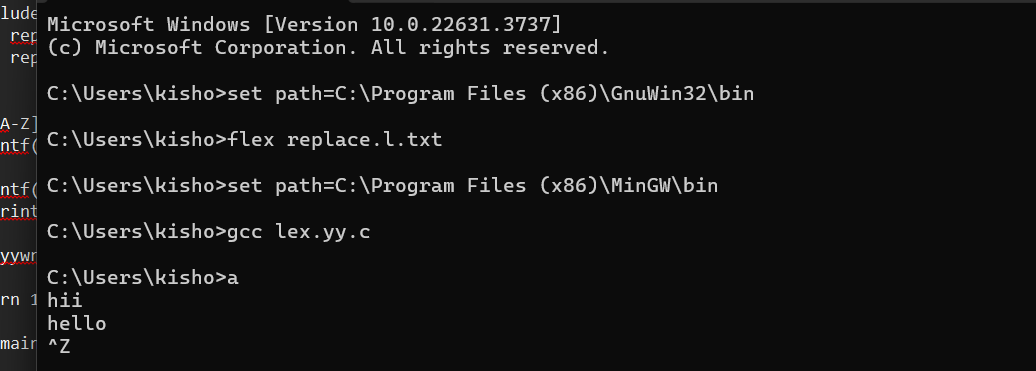 Microsoft Windows [Version 10.0.22631.3737]
(c) Microsoft Corporation. All rights reserved.
C:\Users\kisho>set path=C:\Program Files (x86)\GnuWin32\bin
C:\Users\kisho>flex replace.l.txt
C:\Users\kisho>set path=C:\Program Files (x86)\MinGW\bin
C:\Users\kisho>gcc lex.yy.c
C:\Users\kisho>a
hii
hello
^Z
lude
rep
rep
A-Z]
ntf(
ntf(
rint
yywr
rn 1
main